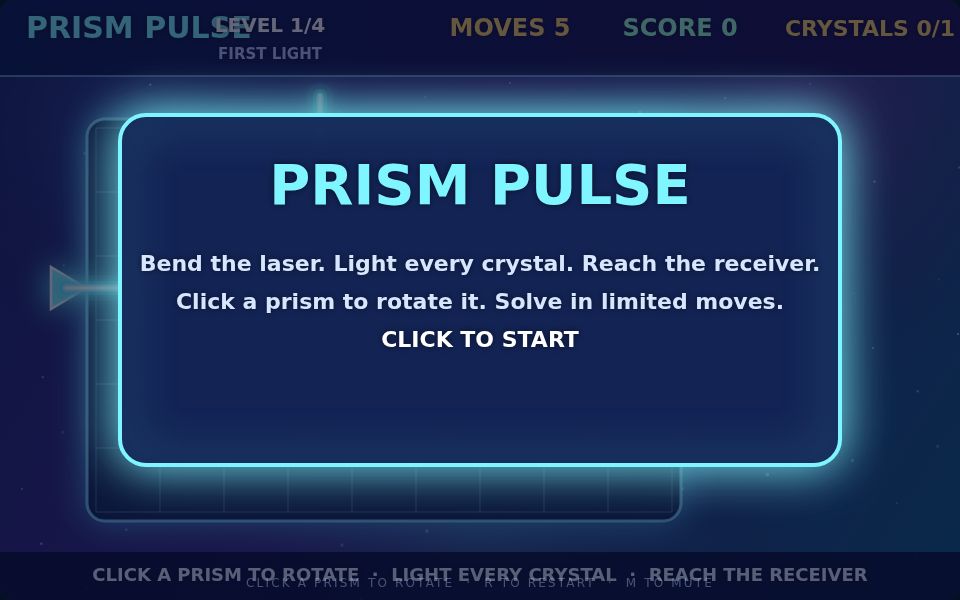 PRISM PULSE
LEVEL 1/4
FIRST LIGHT
MOVES 5
SCORE 0
CRYSTALS 0/1
PRISM PULSE
Bend the laser. Light every crystal. Reach the receiver.
Click a prism to rotate it. Solve in limited moves.
CLICK TO START
CLICK A PRISM TO ROTATE · LIGHT EVERY CRYSTAL · REACH THE RECEIVER
CLICK A PRISM TO ROTATE · R TO RESTART · M TO MUTE